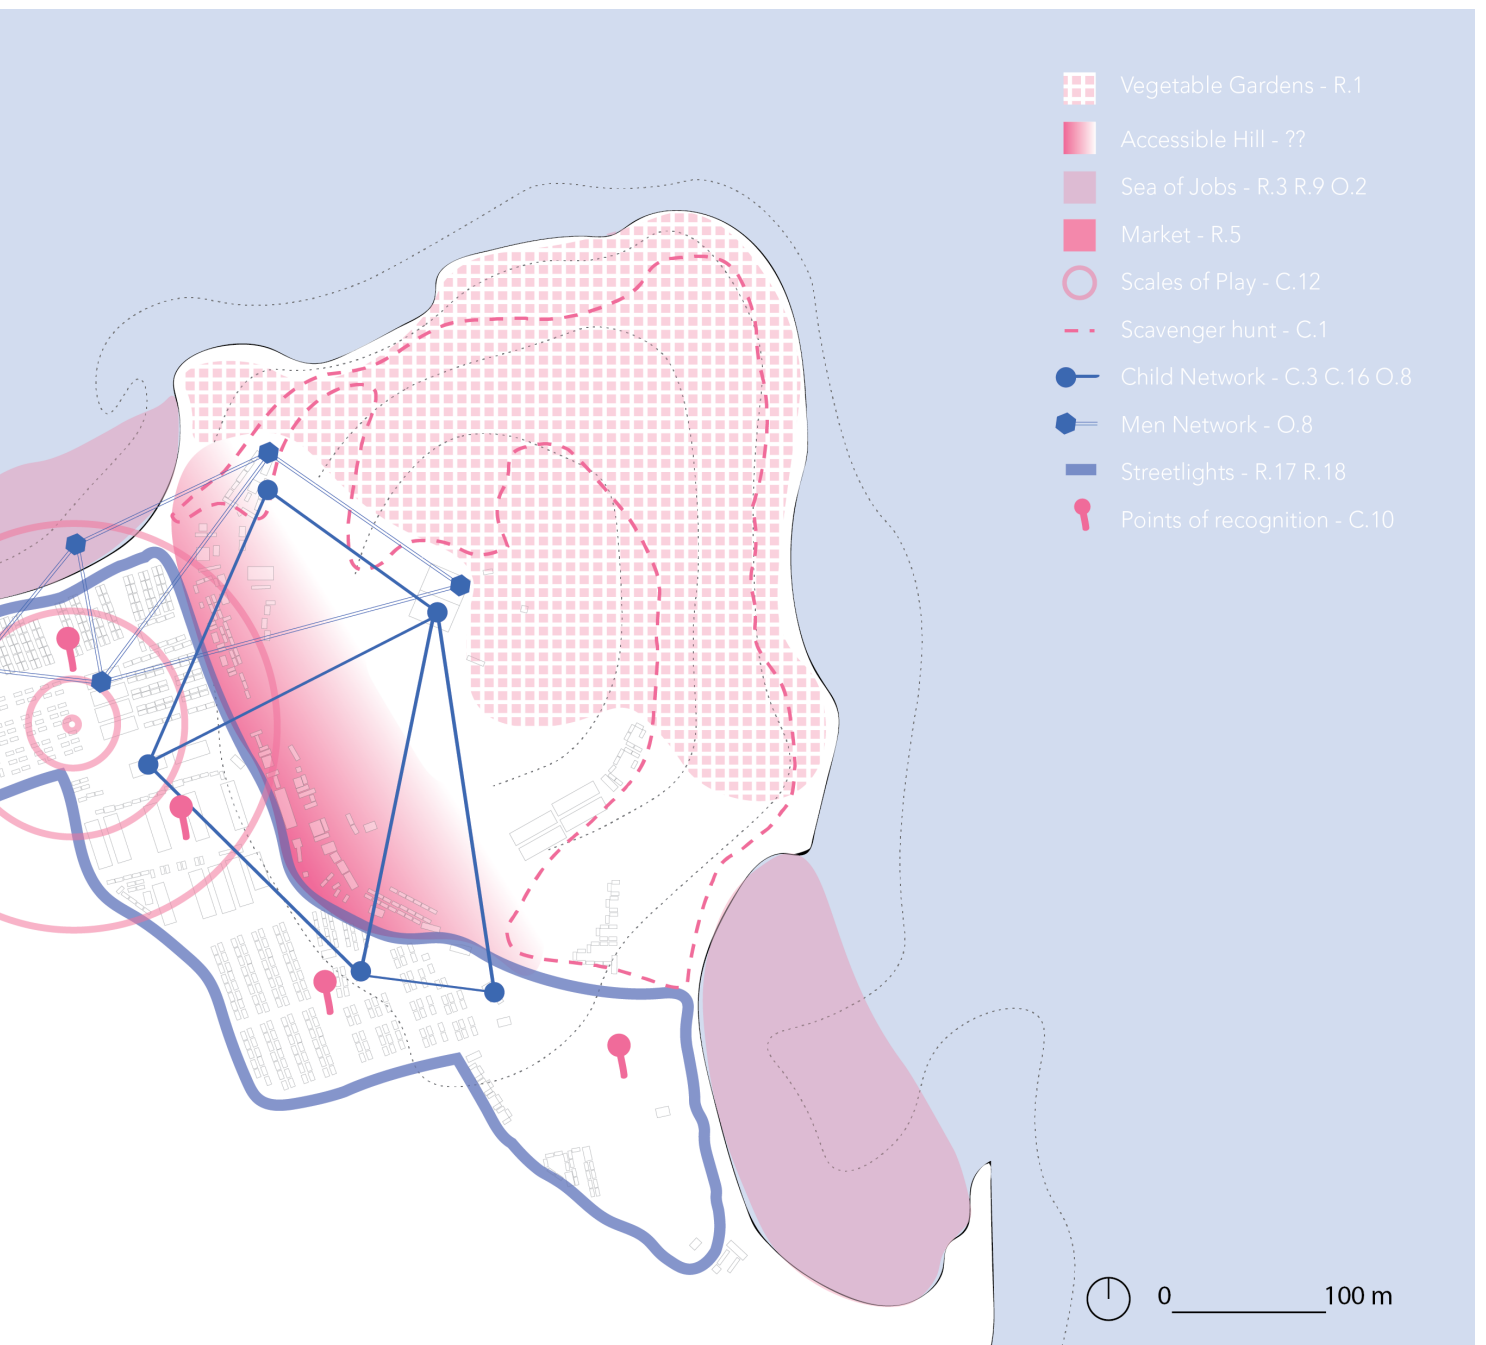 Vegetable Gardens - R.1
Accessible Hill - ??
Sea of Jobs - R.3 R.9 O.2
Market - R.5
Scales of Play - C.12
Scavenger hunt - C.1
Child Network - C.3 C.16 O.8
Men Network - O.8
Streetlights - R.17 R.18
Points of recognition - C.10
0 100 m